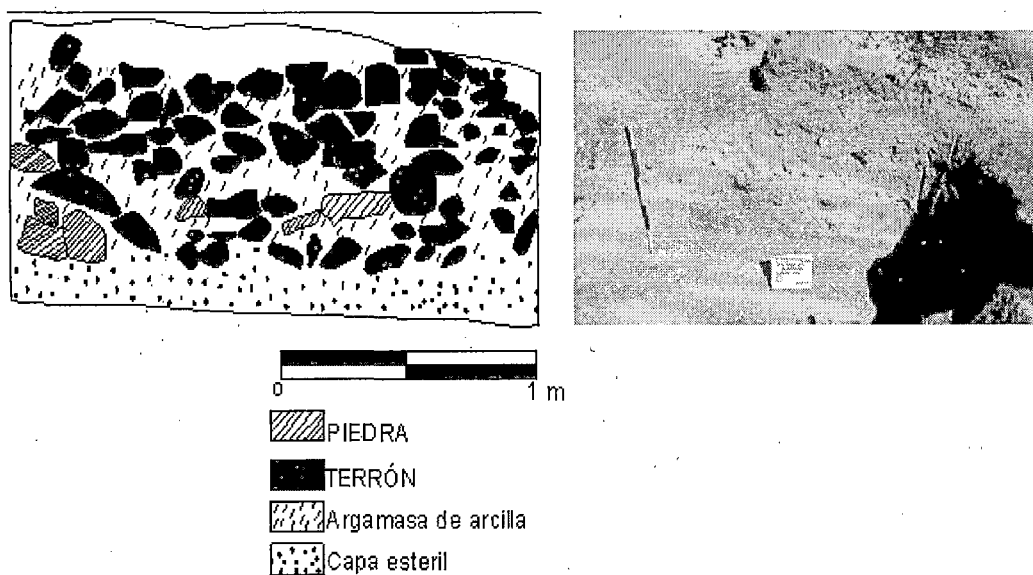 0 1 m
PIEDRA
TERRÓN
Argamasa de arcilla
Capa esteril